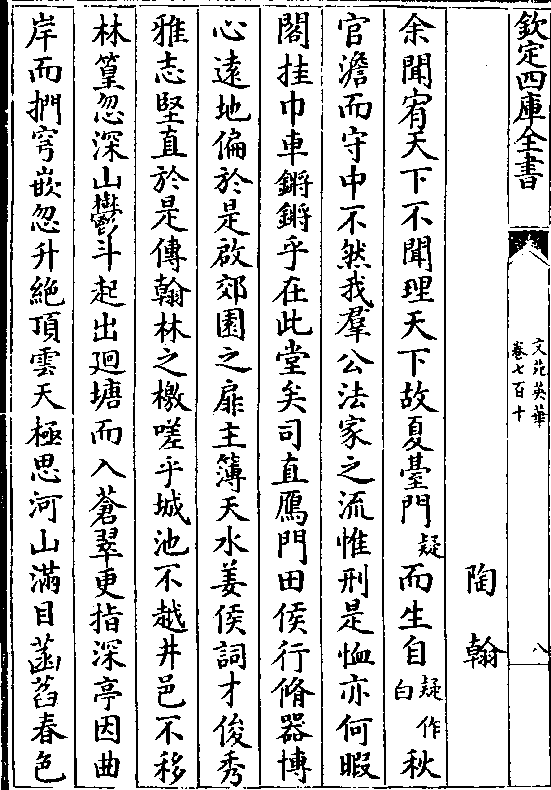 欽定四庫全書
文苑英華
卷七百十
八
陶翰
余聞宥天下不聞理天下故夏臺門疑而生自疑作白秋
官澹而守中不然我羣公法家之流惟刑是恤亦何暇
閣挂巾車鏘鏘乎在此堂矣司直鴈門田侯行脩器博
心遠地偏於是啟郊園之扉主簿天水姜侯詞才俊秀
雅志堅直於是傳翰林之檄嗟乎城池不越井邑不移
林篁忽深山鬱斗起出廻塘而入蒼翠更指深亭因曲
岸而捫穹嵌忽升絶頂雲天極思河山滿目菡萏春色